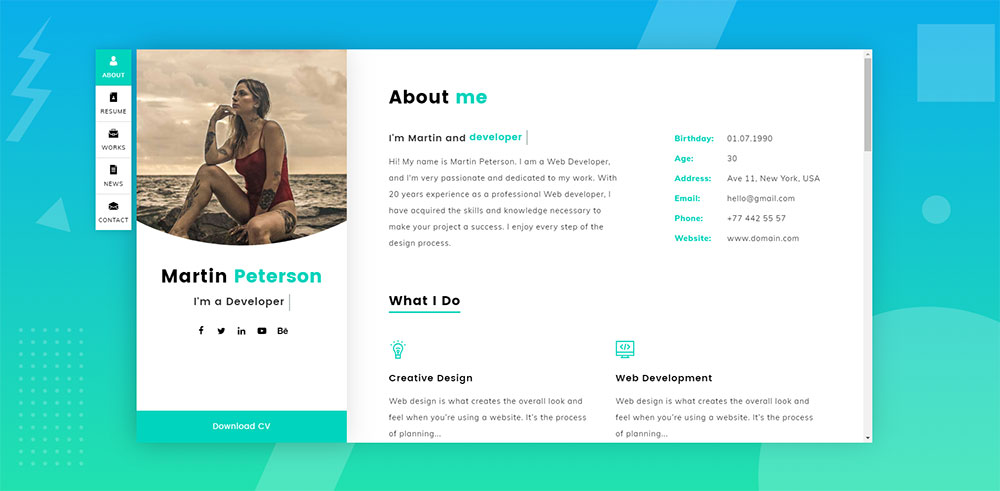 ABOUT
RESUME
WORKS
NEWS
CONTACT
Martin Peterson
I'm a Developer
Bē
Download CV
About me
I'm Martin and developer
Hi! My name is Martin Peterson. I am a Web Developer,
and I'm very passionate and dedicated to my work. With
20 years experience as a professional Web developer, I
have acquired the skills and knowledge necessary to
make your project a success. I enjoy every step of the
design process.
Birthday: 01.07.1990
Age: 30
Address: Ave 11, New York, USA
Email: hello@gmail.com
Phone: +77 442 55 57
Website: www.domain.com
What I Do
Creative Design
Web design is what creates the overall look and
feel when you're using a website. It's the process
of planning...
Web Development
Web design is what creates the overall look and
feel when you're using a website. It's the process
of planning...